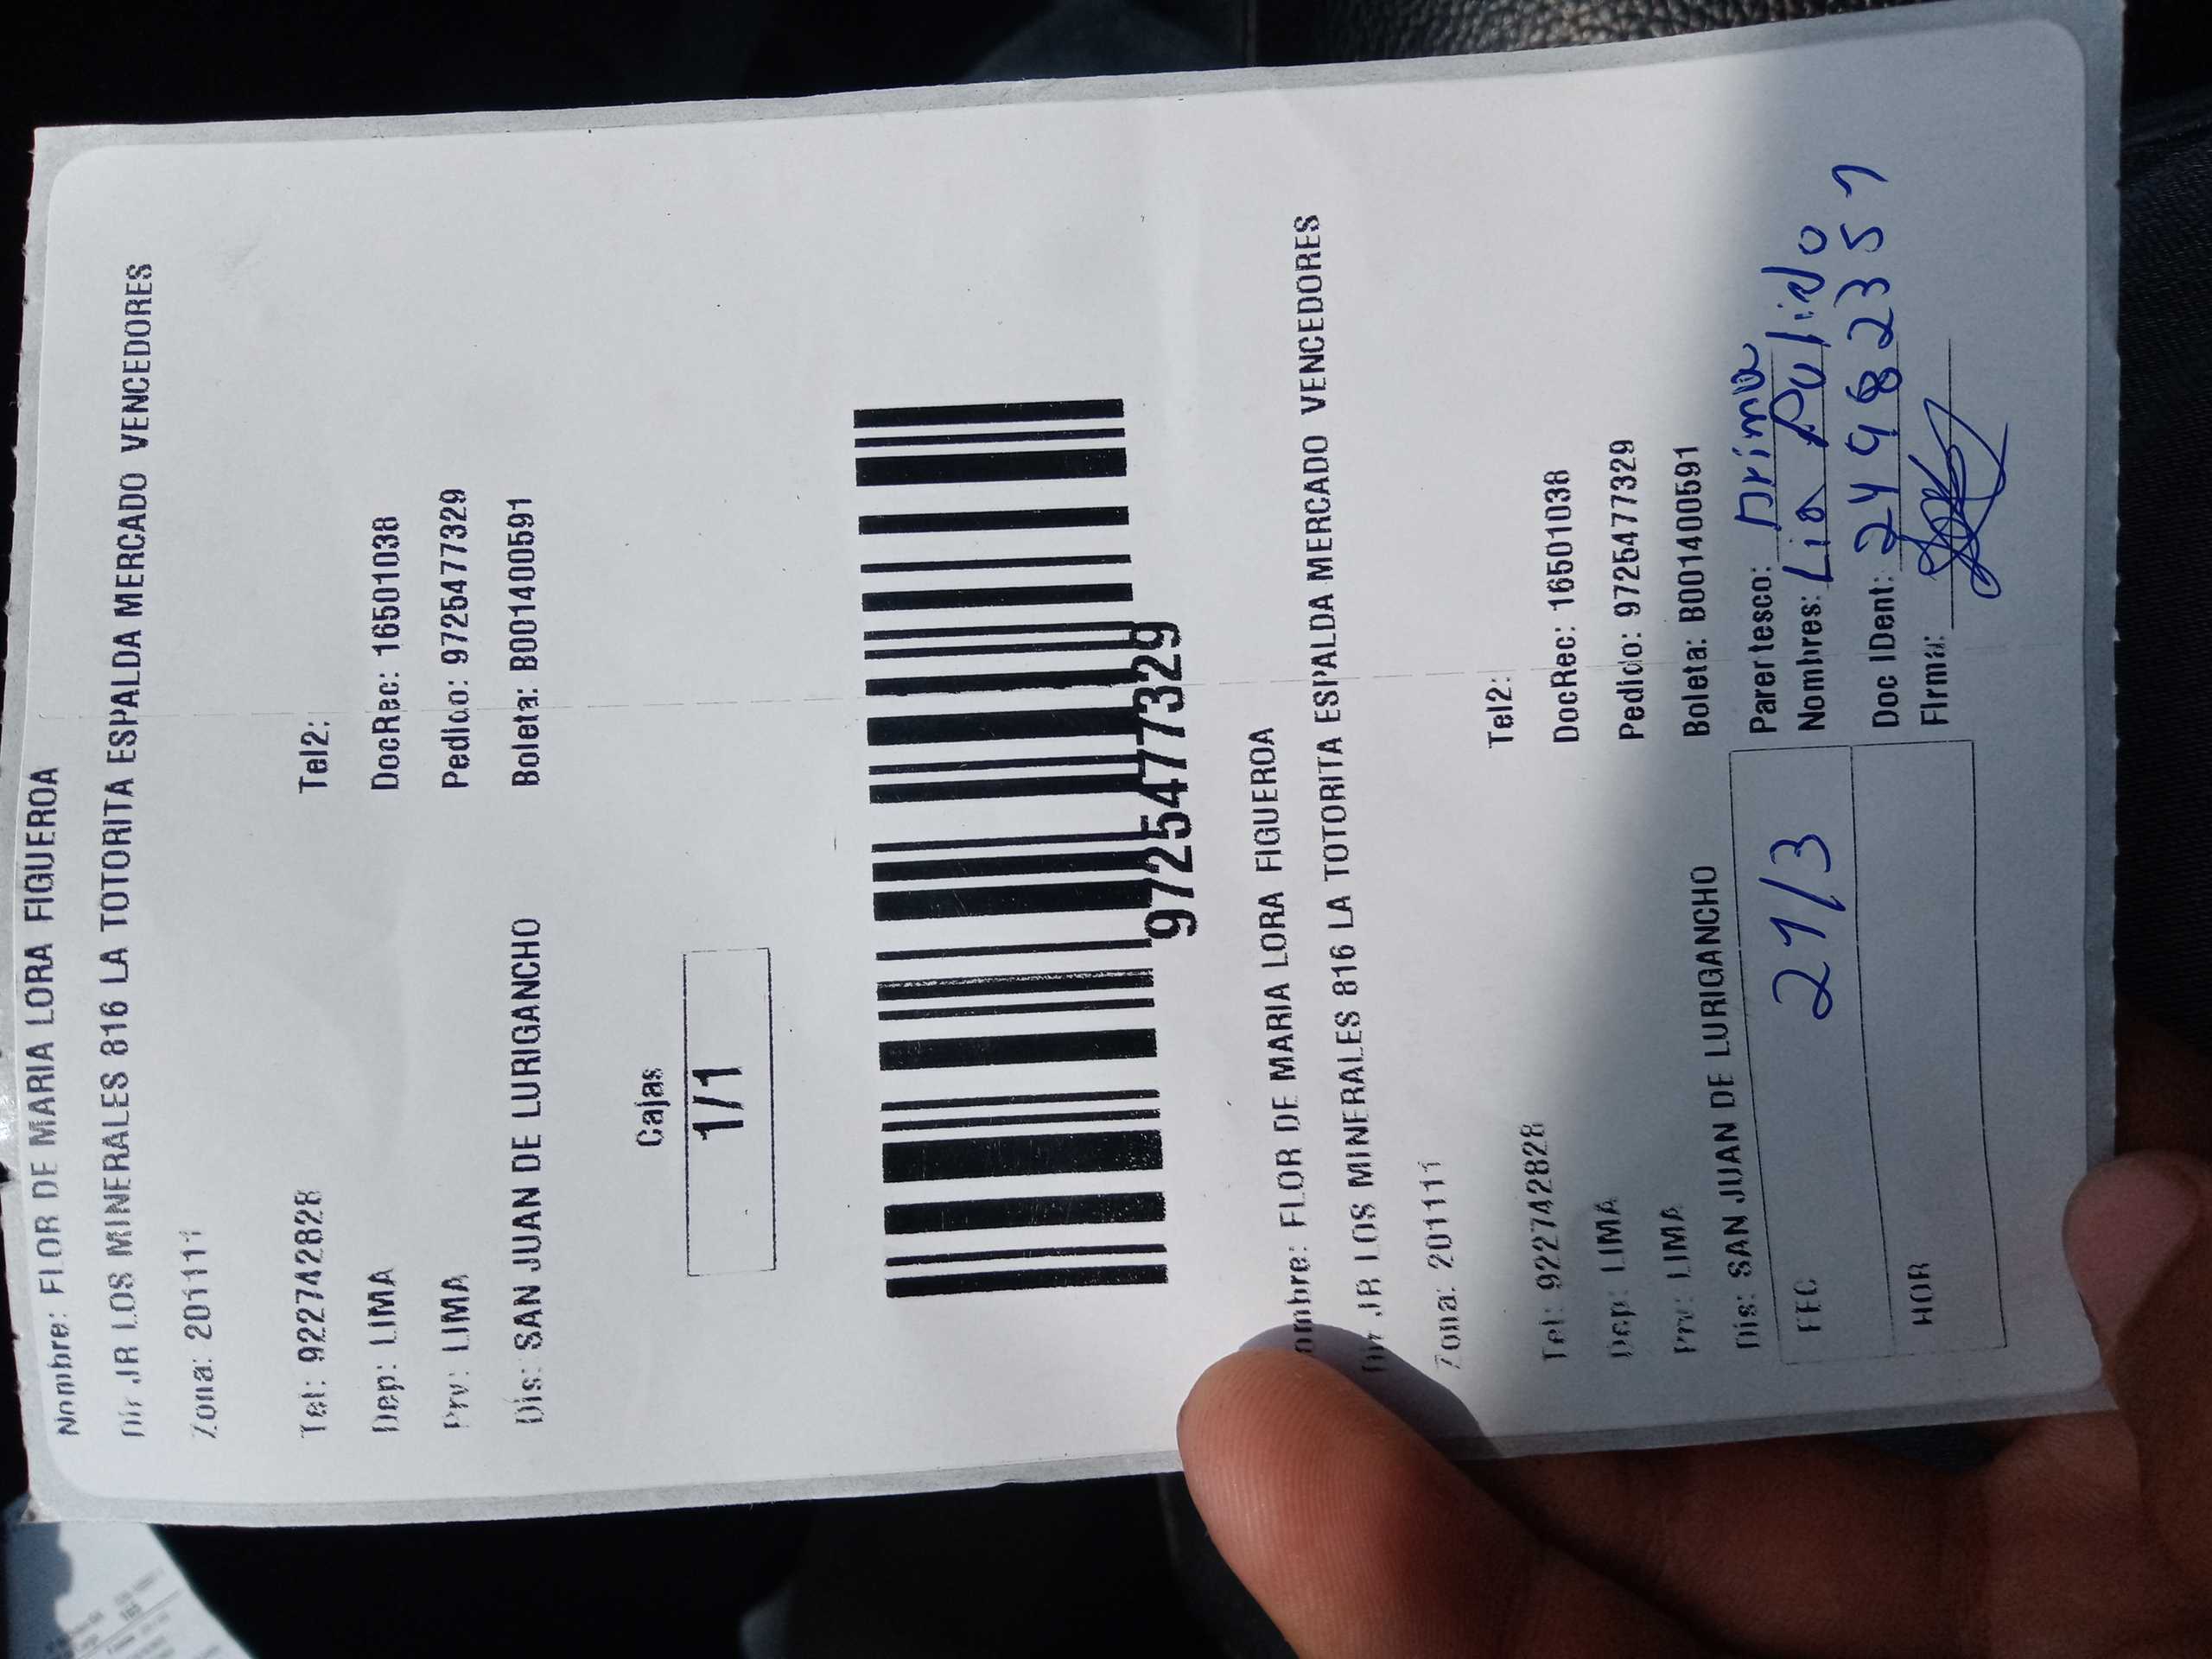 Nombre: FLOR DE MARIA LORA FIGUEROA
Dir JR LOS MINERALES 816 LA TOTORITA ESPALDA MERCADO VENCEDORES
Zona: 201111
Tel: 922742828 Tel2:
Dep: LIMA DocRec: 16501038
Prv: LIMA Pedido: 9725477329
Dis: SAN JUAN DE LURIGANCHO Boleta: B001400591
Cajas
1/1
9725477329
ombre: FLOR DE MARIA LORA FIGUEROA
Dir JR LOS MINERALES 816 LA TOTORITA ESPALDA MERCADO VENCEDORES
Zona: 201111
Tel: 922742828 Tel2:
Dep: LIMA DocRec: 16501038
Prv: LIMA Pedido: 9725477329
Dis: SAN JUAN DE LURIGANCHO Boleta: B001400591
FEC 21/3 Parentesco: Prima
Nombres: Lia Pulido
HOR Doc IDent: 24982351
Firma: